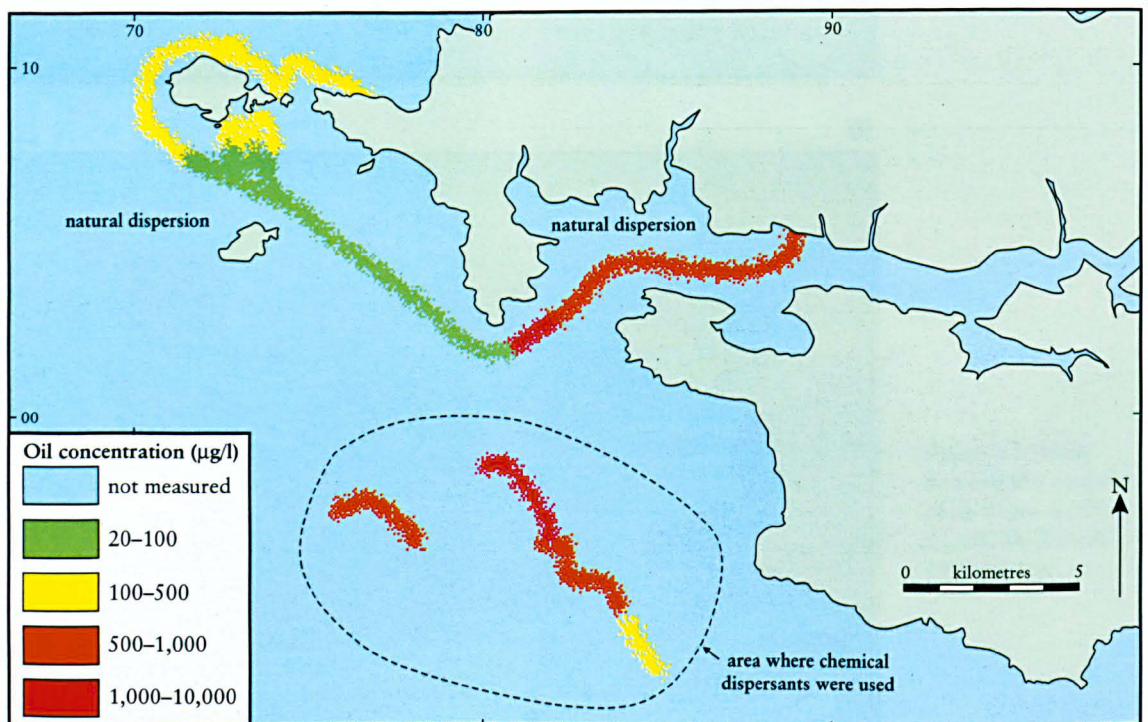 70 80 90
10
natural dispersion
natural dispersion
00
Oil concentration (µg/l)
not measured
20–100
100–500
500–1,000
1,000–10,000
N
0 kilometres 5
area where chemical
dispersants were used